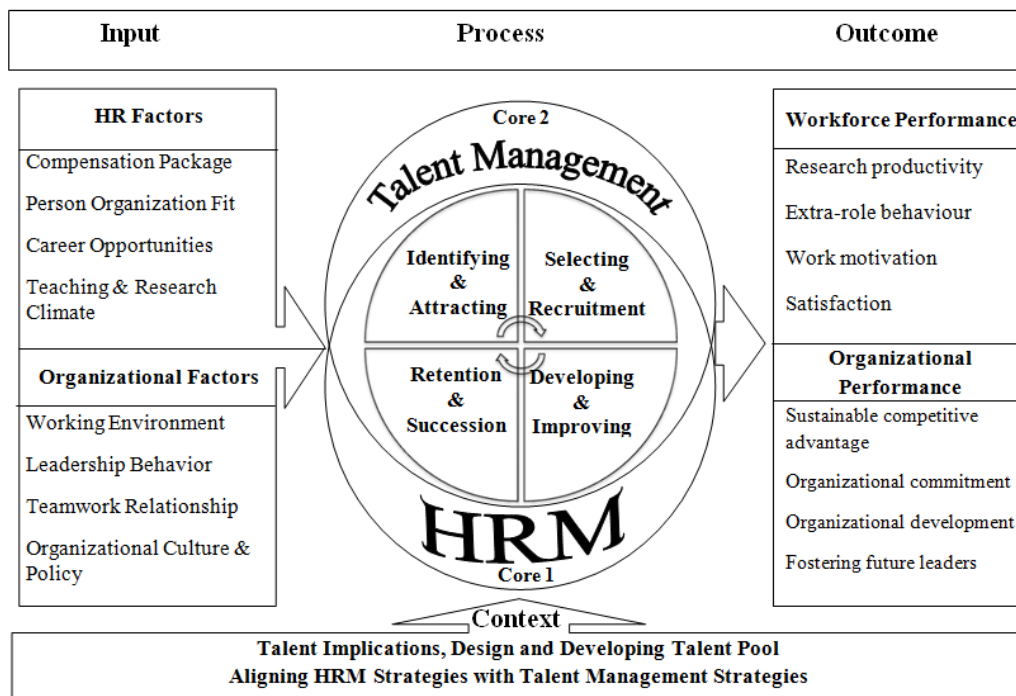 Input
Process
Outcome
HR Factors
Compensation Package
Person Organization Fit
Career Opportunities
Teaching & Research
Climate
Organizational Factors
Working Environment
Leadership Behavior
Teamwork Relationship
Organizational Culture &
Policy
Core 2
Talent Management
Identifying
&
Attracting
Selecting
&
Recruitment
Retention
&
Succession
Developing
&
Improving
HRM
Core 1
Workforce Performance
Research productivity
Extra-role behaviour
Work motivation
Satisfaction
Organizational
Performance
Sustainable competitive
advantage
Organizational commitment
Organizational development
Fostering future leaders
Context
Talent Implications, Design and Developing Talent Pool
Aligning HRM Strategies with Talent Management Strategies